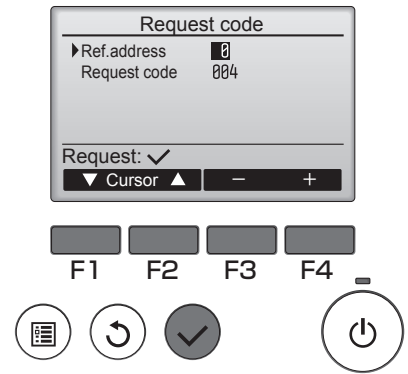 Request code
Ref.address 0
Request code 004
Request: ✓
▼ Cursor ▲ − +
F1 F2 F3 F4